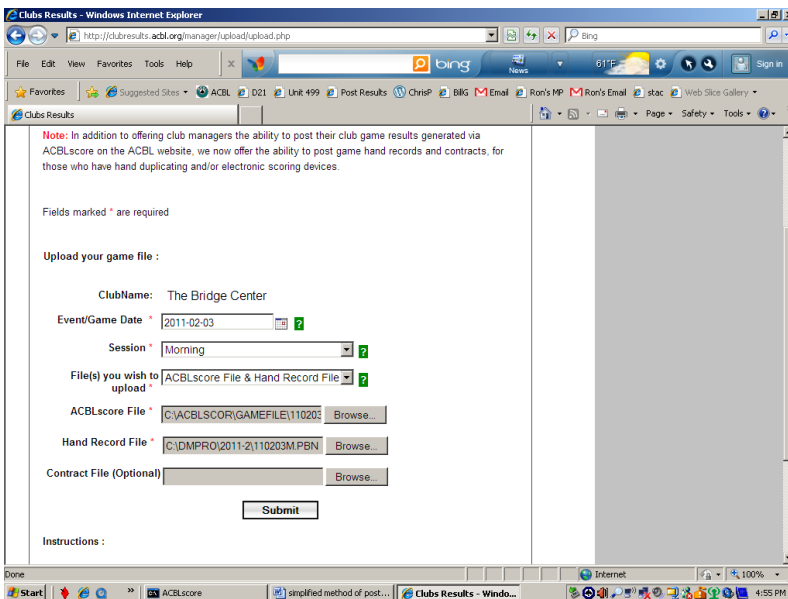 Clubs Results - Windows Internet Explorer
http://clubresults.acbl.org/manager/upload/upload.php
Bing
File Edit View Favorites Tools Help
x
bing
News
61°F
Sign in
Favorites
Suggested Sites
ACBL
D21
Unit 499
Post Results
ChrisP
BillG
Email
Ron's MP
Ron's Email
stac
Web Slice Gallery
Clubs Results
Page
Safety
Tools
Note: In addition to offering club managers the ability to post their club game results generated via
ACBLscore on the ACBL website, we now offer the ability to post game hand records and contracts, for
those who have hand duplicating and/or electronic scoring devices.
Fields marked * are required
Upload your game file :
ClubName: The Bridge Center
Event/Game Date * 2011-02-03 ?
Session * Morning ?
File(s) you wish to
upload * ACBLscore File & Hand Record File ?
ACBLscore File * C:\ACBLSCOR\GAMEFILE\110203 Browse...
Hand Record File * C:\DMPRO\2011-2\110203M.PBN Browse...
Contract File (Optional) Browse...
Submit
Instructions :
Done
Internet
100%
Start
»
ACBLscore
simplified method of post...
Clubs Results - Windo...
4:55 PM